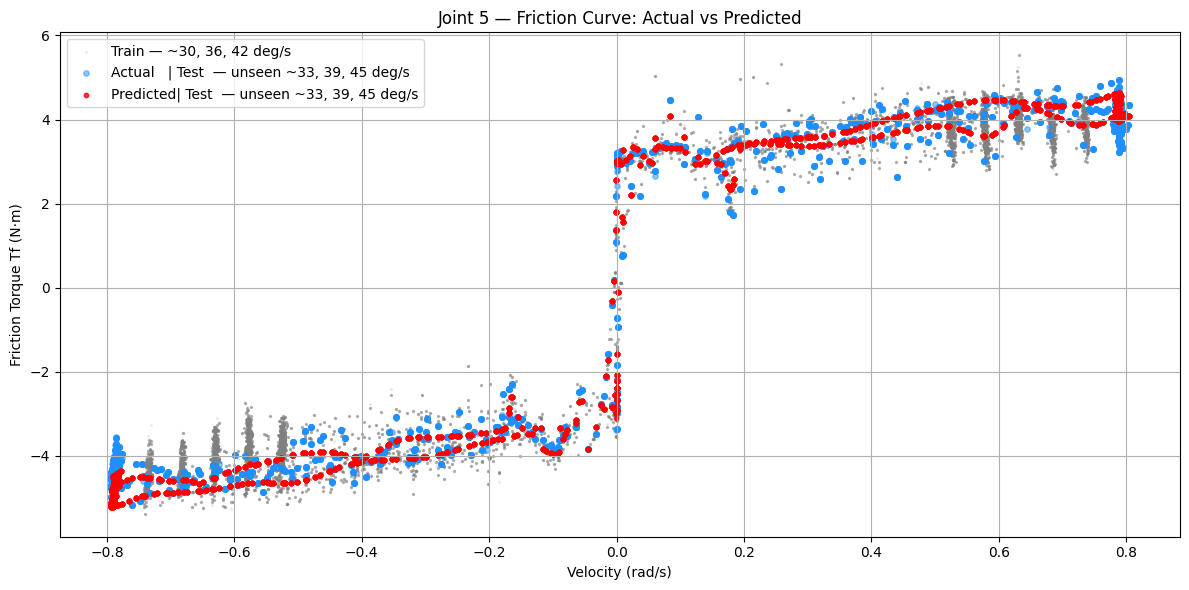 Joint 5 — Friction Curve: Actual vs Predicted
Train — ~30, 36, 42 deg/s
Actual   | Test  — unseen ~33, 39, 45 deg/s
Predicted| Test  — unseen ~33, 39, 45 deg/s
Friction Torque Tf (N·m)
6
4
2
0
−2
−4
−0.8
−0.6
−0.4
−0.2
0.0
0.2
0.4
0.6
0.8
Velocity (rad/s)